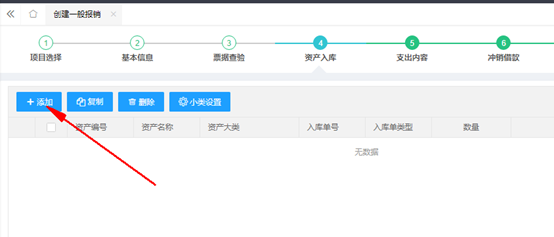 创建一般报销
1 2 3 4 5 6
项目选择 基本信息 票据查验 资产入库 支出内容 冲销借款
添加 复制 删除 小类设置
资产编号 资产名称 资产大类 入库单号 入库单类型 数量
无数据